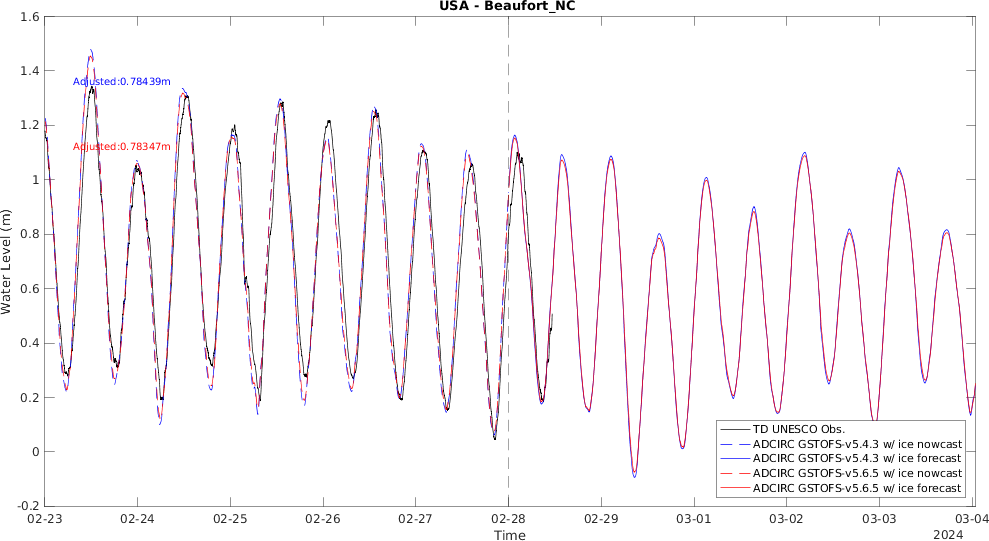 USA - Beaufort_NC
1.6
1.4
1.2
1
0.8
0.6
0.4
0.2
0
-0.2
Water Level (m)
Adjusted:0.78439m
Adjusted:0.78347m
TD UNESCO Obs.
ADCIRC GSTOFS-v5.4.3 w/ ice nowcast
ADCIRC GSTOFS-v5.4.3 w/ ice forecast
ADCIRC GSTOFS-v5.6.5 w/ ice nowcast
ADCIRC GSTOFS-v5.6.5 w/ ice forecast
02-23 02-24 02-25 02-26 02-27 02-28 02-29 03-01 03-02 03-03 03-04
Time 2024